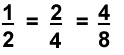 1/2 = 2/4 = 4/8